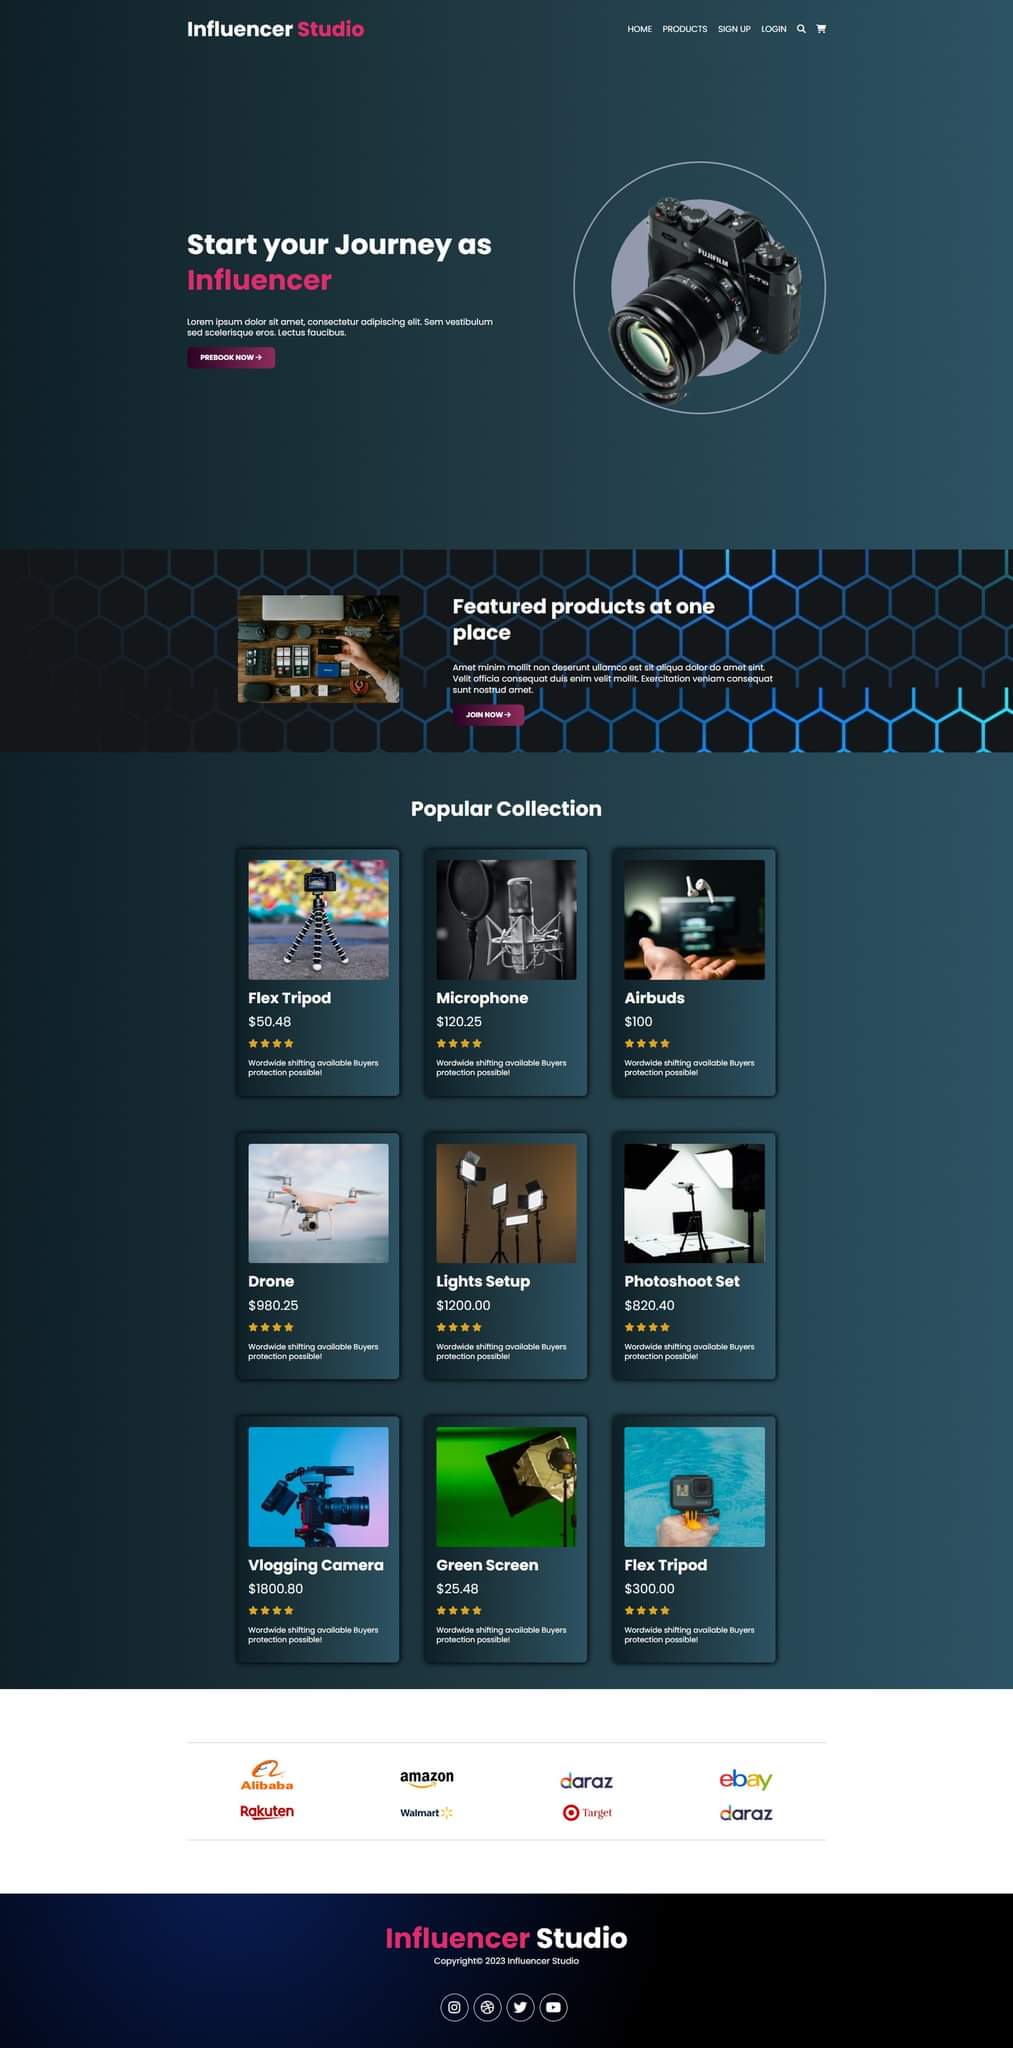 Influencer Studio
HOME PRODUCTS SIGN UP LOGIN
FUJIFILM
Start your Journey as
Influencer
Lorem ipsum dolor sit amet, consectetur adipiscing elit. Sem vestibulum
sed scelerisque eros. Lectus faucibus.
PREBOOK NOW
Featured products at one
place
Amet minim mollit non deserunt ullamco est sit aliqua dolor do amet sint.
Velit officia consequat duis enim velit mollit. Exercitation veniam consequat
sunt nostrud amet.
JOIN NOW
Popular Collection
Flex Tripod
$50.48
Wordwide shifting available Buyers
protection possible!
Microphone
$120.25
Wordwide shifting available Buyers
protection possible!
Airbuds
$100
Wordwide shifting available Buyers
protection possible!
Drone
$980.25
Wordwide shifting available Buyers
protection possible!
Lights Setup
$1200.00
Wordwide shifting available Buyers
protection possible!
Photoshoot Set
$820.40
Wordwide shifting available Buyers
protection possible!
Vlogging Camera
$1800.80
Wordwide shifting available Buyers
protection possible!
Green Screen
$25.48
Wordwide shifting available Buyers
protection possible!
Flex Tripod
$300.00
Wordwide shifting available Buyers
protection possible!
Alibaba amazon daraz ebay
Rakuten Walmart Target daraz
Influencer Studio
Copyright© 2023 Influencer Studio